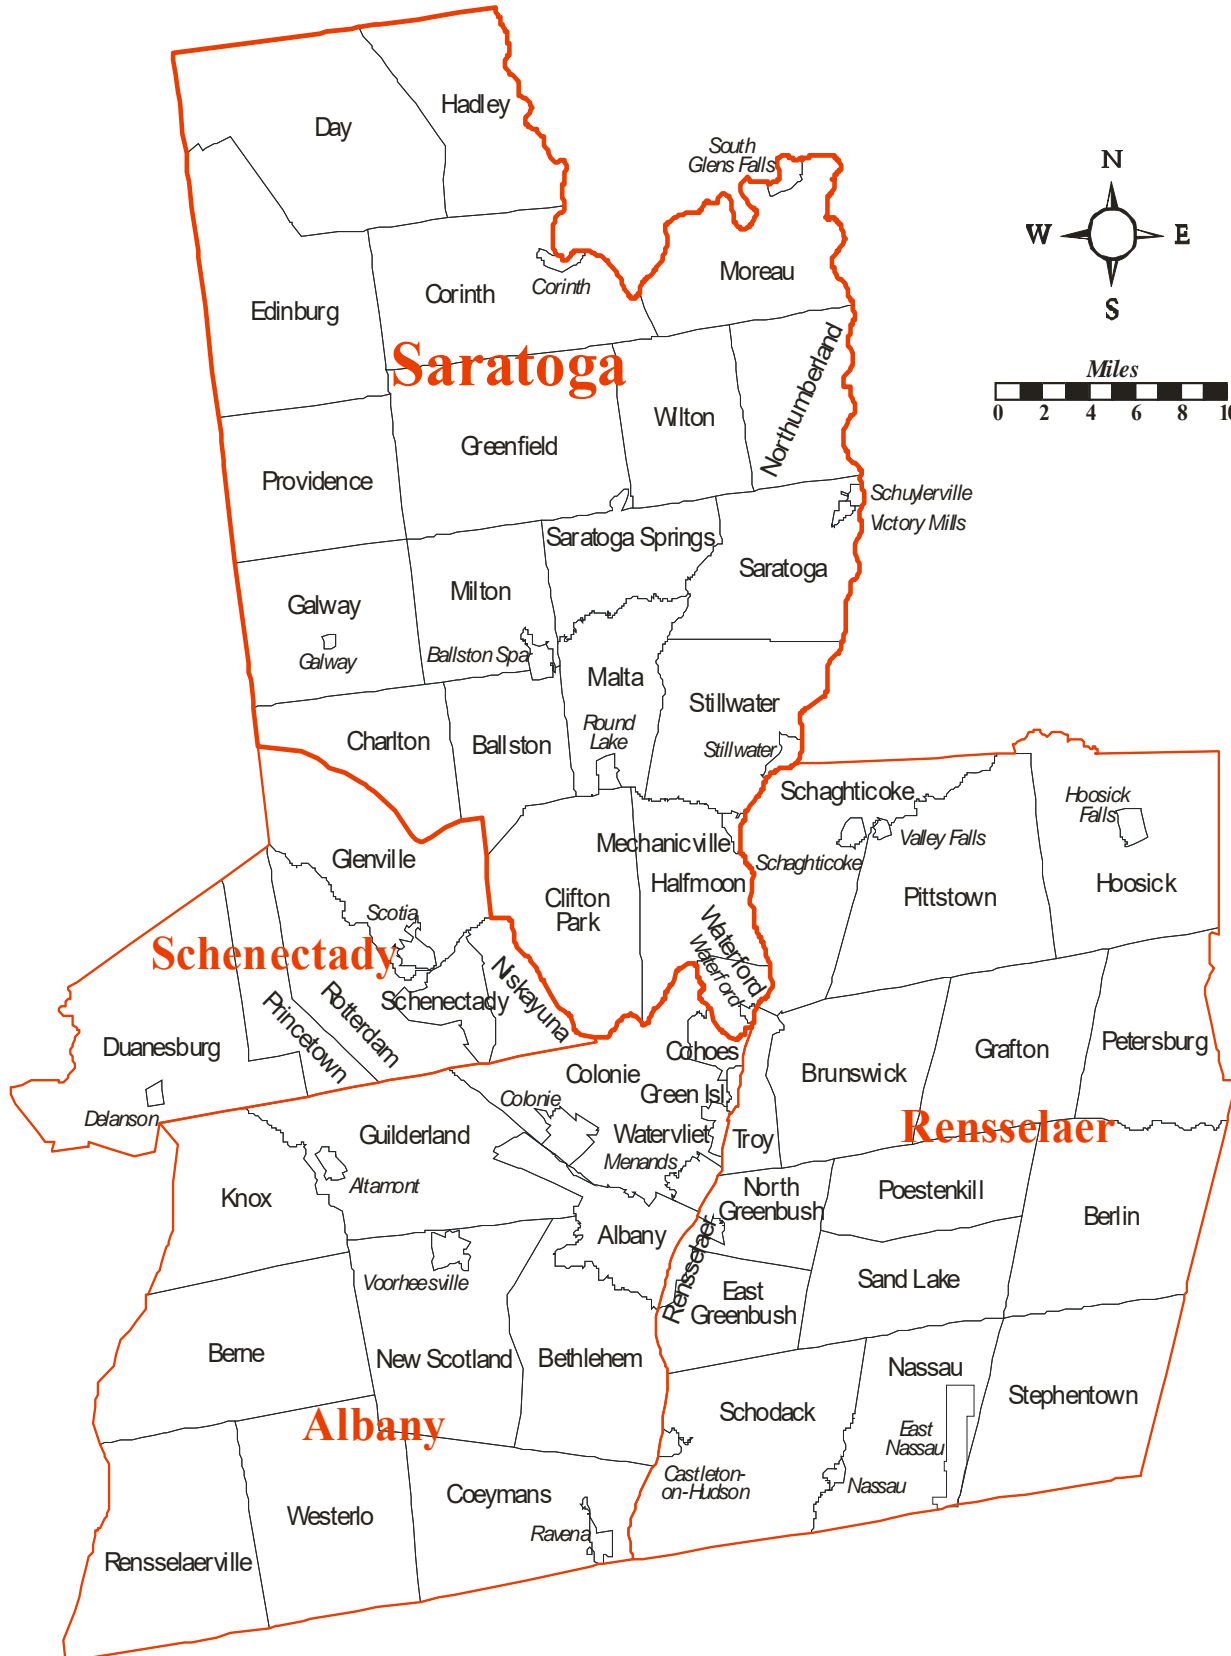 Hadley
Day
South
Glens Falls
N
W
E
S
Moreau
Corinth
Corinth
Edinburg
Saratoga
Miles
0 2 4 6 8 10
Northumberland
Wilton
Greenfield
Providence
Schuylerville
Victory Mills
Saratoga Springs
Saratoga
Milton
Galway
Galway
Ballston Spa
Malta
Stillwater
Round
Lake
Stillwater
Charlton
Ballston
Schaghticoke
Hoosick
Falls
Mechanicville
Valley Falls
Schaghticoke
Glenville
Halfmoon
Hoosick
Pittstown
Clifton
Park
Scotia
Waterford
Waterford
Schenectady
Niskayuna
Schenectady
Rotterdam
Princetown
Duanesburg
Delanson
Cohoes
Colonie
Green Isl.
Colonie
Watervliet
Menands
Troy
Brunswick
Grafton
Petersburg
Rensselaer
Guilderland
Altamont
Knox
North
Greenbush
Poestenkill
Berlin
Albany
Rensselaer
Voorheesville
Sand Lake
East
Greenbush
Berne
New Scotland
Bethlehem
Nassau
Stephentown
Albany
Schodack
East
Nassau
Castleton-
on-Hudson
Nassau
Coeymans
Westerlo
Ravena
Rensselaerville